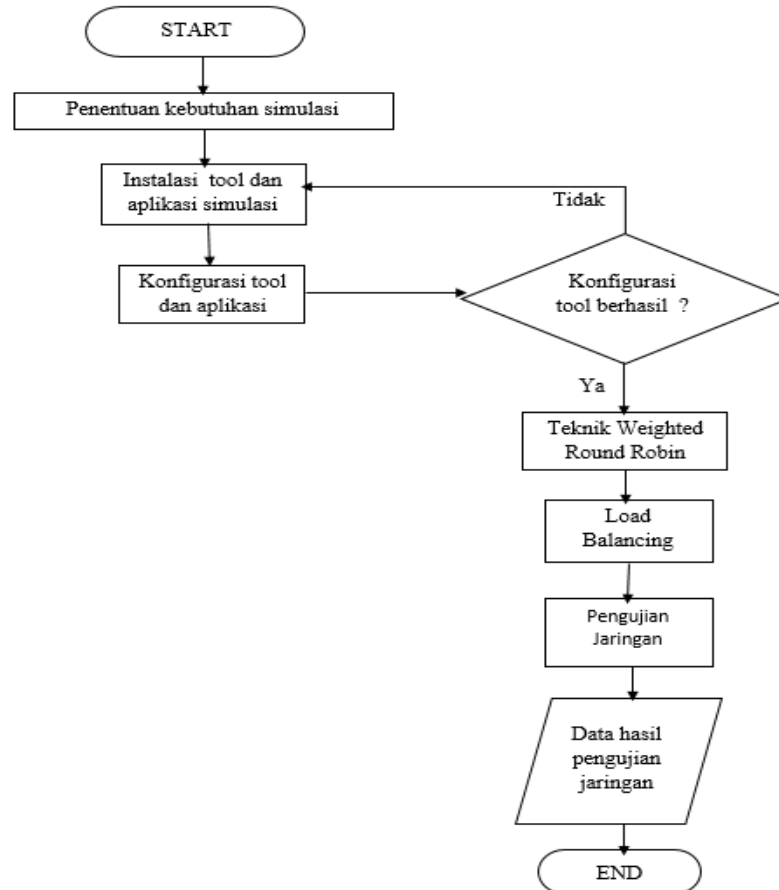 START
Penentuan kebutuhan simulasi
Instalasi tool dan
aplikasi simulasi
Tidak
Konfigurasi tool
dan aplikasi
Konfigurasi
tool berhasil ?
Ya
Teknik Weighted
Round Robin
Load
Balancing
Pengujian
Jaringan
Data hasil
pengujian
jaringan
END